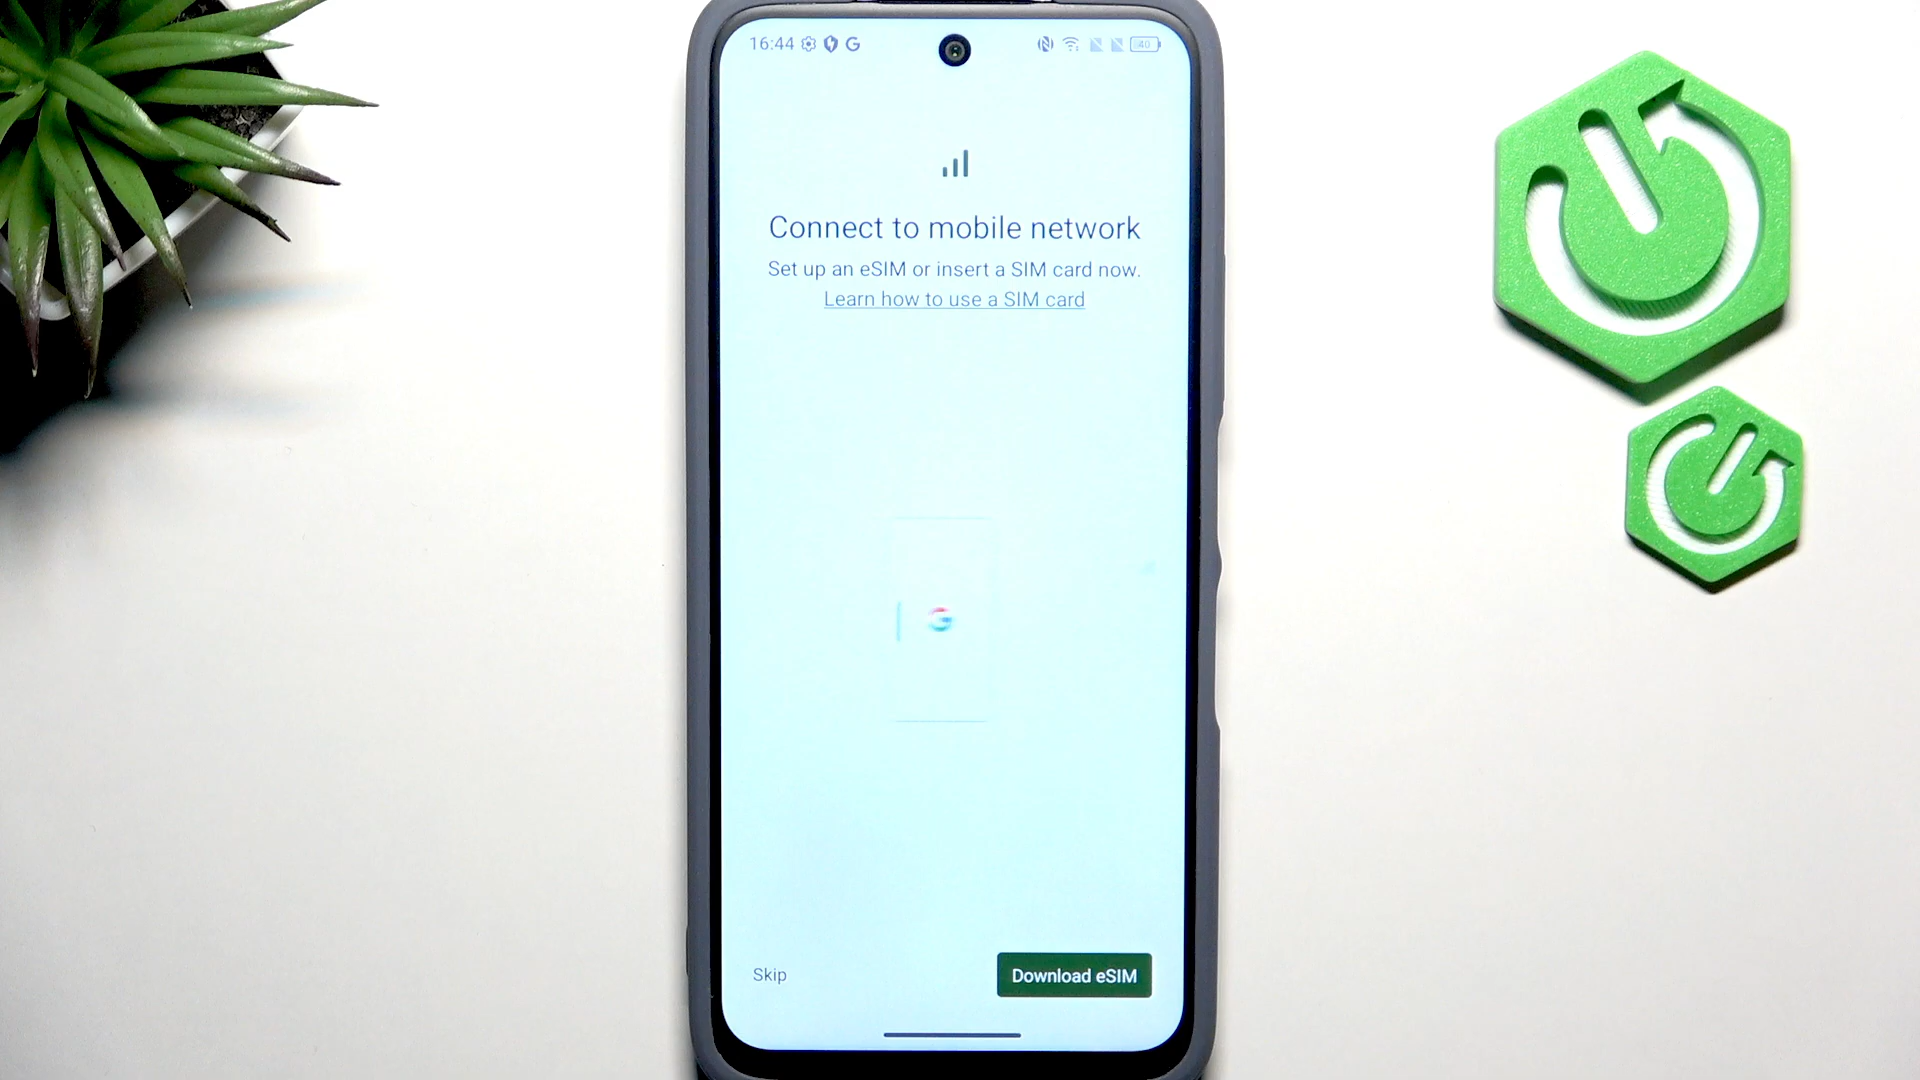 16:44 G 40
Connect to mobile network
Set up an eSIM or insert a SIM card now.
Learn how to use a SIM card
G
Skip Download eSIM